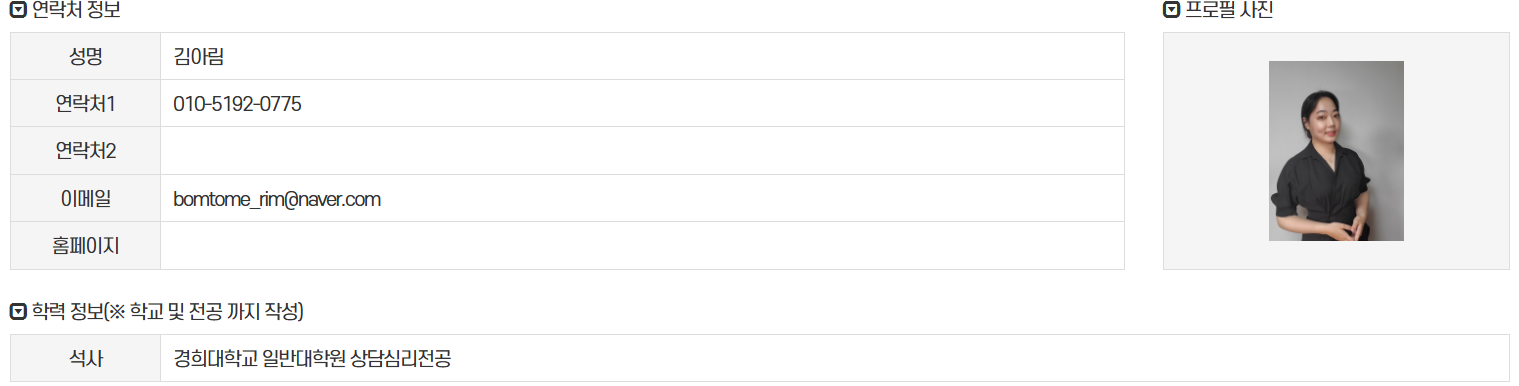 연락처 정보
프로필 사진
성명 김아림
연락처1 010-5192-0775
연락처2
이메일 bomtome_rim@naver.com
홈페이지
학력 정보(※ 학교 및 전공 까지 작성)
석사 경희대학교 일반대학원 상담심리전공